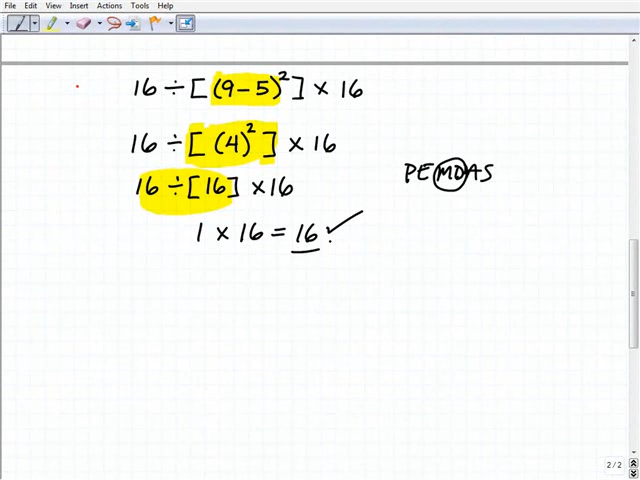 File Edit View Insert Actions Tools Help
16 ÷ [ (9 − 5)² ] × 16
16 ÷ [ (4)² ] × 16
PEMDAS
16 ÷ [ 16 ] × 16
1 × 16 = 16 ✓
2 / 2